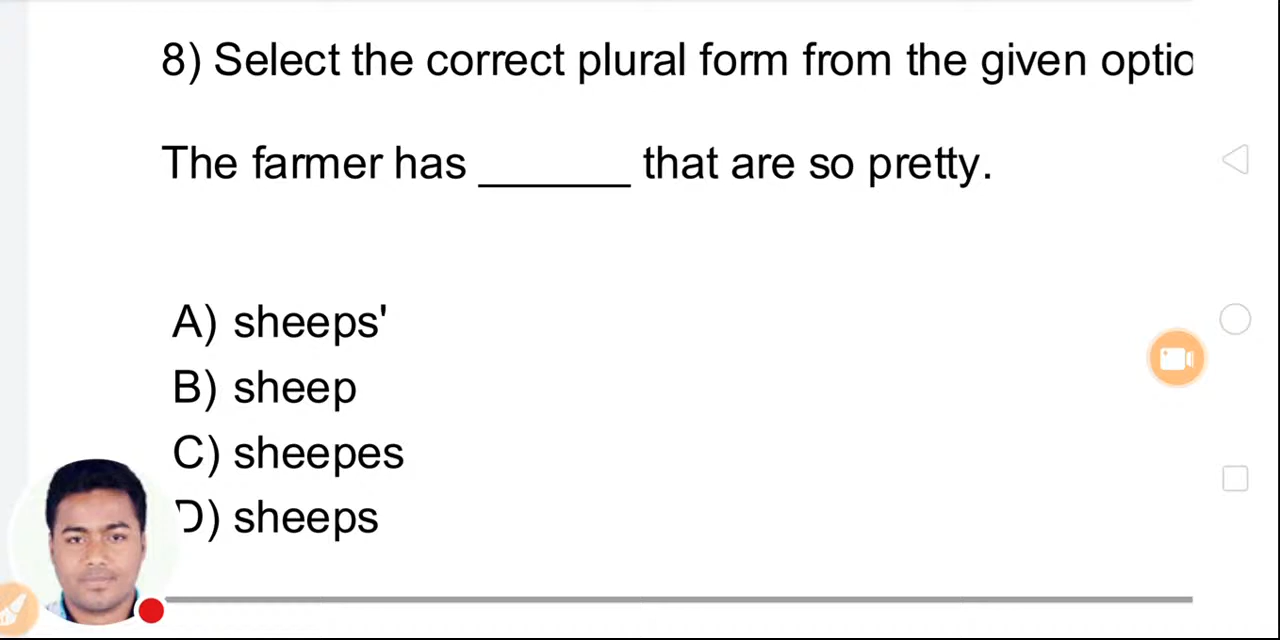 8) Select the correct plural form from the given optio
The farmer has ______ that are so pretty.
A) sheeps'
B) sheep
C) sheepes
D) sheeps